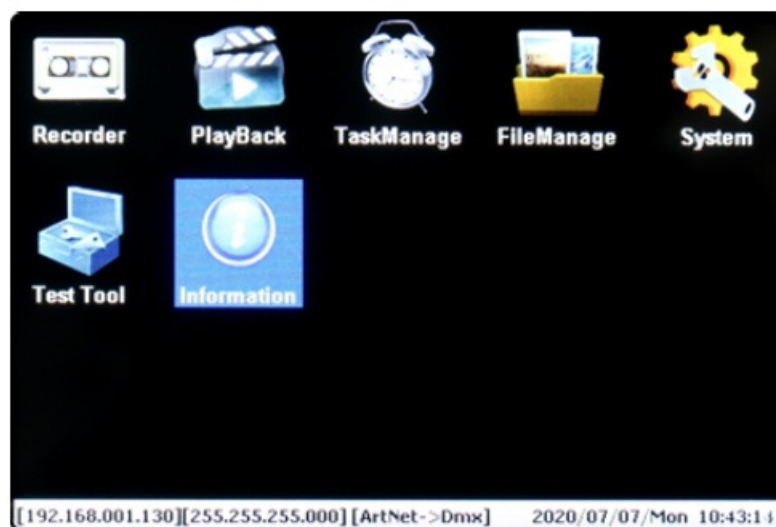 Recorder PlayBack TaskManage FileManage System
Test Tool Information
[192.168.001.130][255.255.255.000] [ArtNet->Dmx] 2020/07/07/Mon